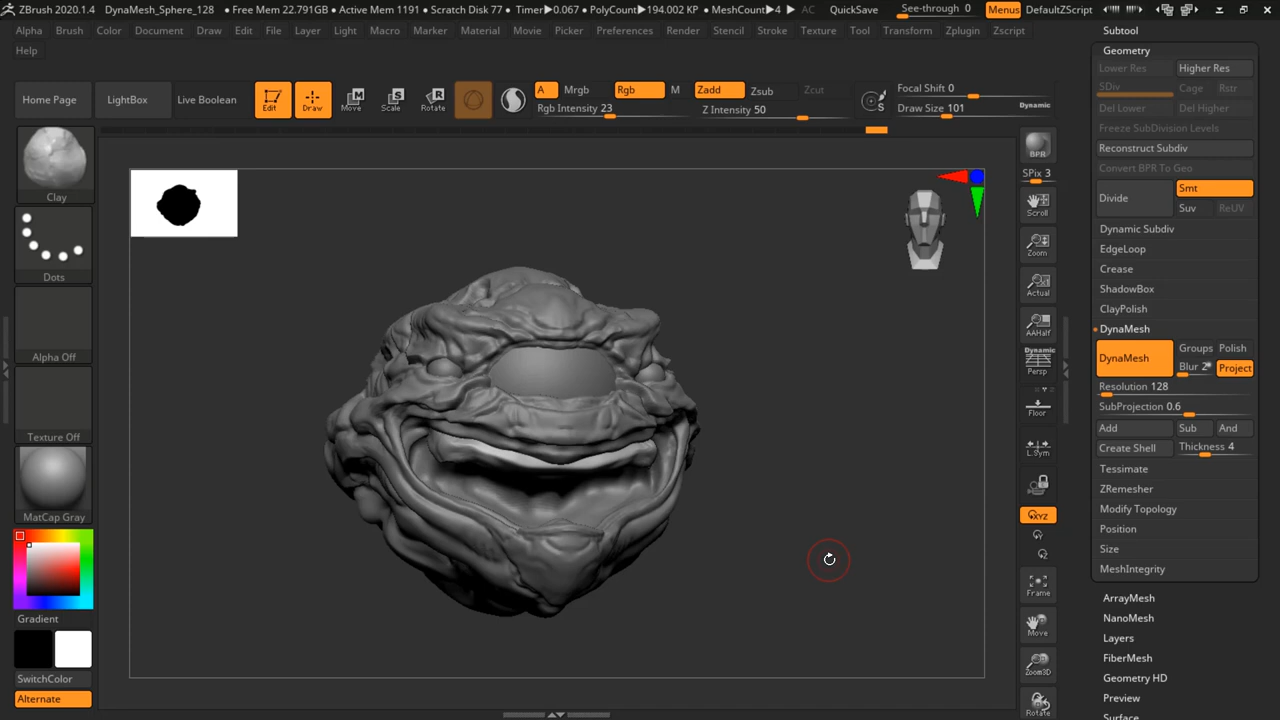 ZBrush 2020.1.4 DynaMesh_Sphere_128 • Free Mem 22.791GB • Active Mem 1191 • Scratch Disk 77 • Timer▶0.067 • PolyCount▶194.002 KP • MeshCount▶4 ▶ AC QuickSave See-through 0 Menus DefaultZScript
Alpha Brush Color Document Draw Edit File Layer Light Macro Marker Material Movie Picker Preferences Render Stencil Stroke Texture Tool Transform Zplugin Zscript
Help
Home Page LightBox Live Boolean Edit Draw Move Scale Rotate
A Mrgb Rgb M Zadd Zsub Zcut Focal Shift 0
Rgb Intensity 23 Z Intensity 50 S Draw Size 101 Dynamic
Clay
Dots
Alpha Off
Texture Off
MatCap Gray
Gradient
SwitchColor
Alternate
BPR
SPix 3
Scroll
Zoom
Actual
AAHalf
Dynamic
Persp
Floor
L.Sym
XYZ
Y
Z
Frame
Move
Zoom3D
Rotate
Subtool
Geometry
Lower Res Higher Res
SDiv Cage Rstr
Del Lower Del Higher
Freeze SubDivision Levels
Reconstruct Subdiv
Convert BPR To Geo
Divide Smt
Suv ReUV
Dynamic Subdiv
EdgeLoop
Crease
ShadowBox
ClayPolish
DynaMesh
DynaMesh Groups Polish
Blur 2 Project
Resolution 128
SubProjection 0.6
Add Sub And
Create Shell Thickness 4
Tessimate
ZRemesher
Modify Topology
Position
Size
MeshIntegrity
ArrayMesh
NanoMesh
Layers
FiberMesh
Geometry HD
Preview
Surface